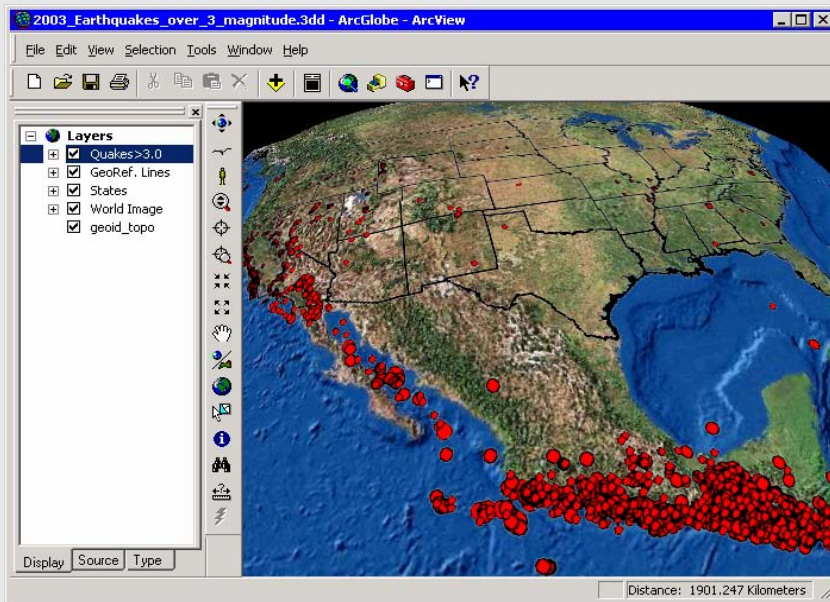 2003_Earthquakes_over_3_magnitude.3dd - ArcGlobe - ArcView
File Edit View Selection Tools Window Help
Layers
Quakes>3.0
GeoRef. Lines
States
World Image
geoid_topo
Display Source Type
Distance: 1901.247 Kilometers